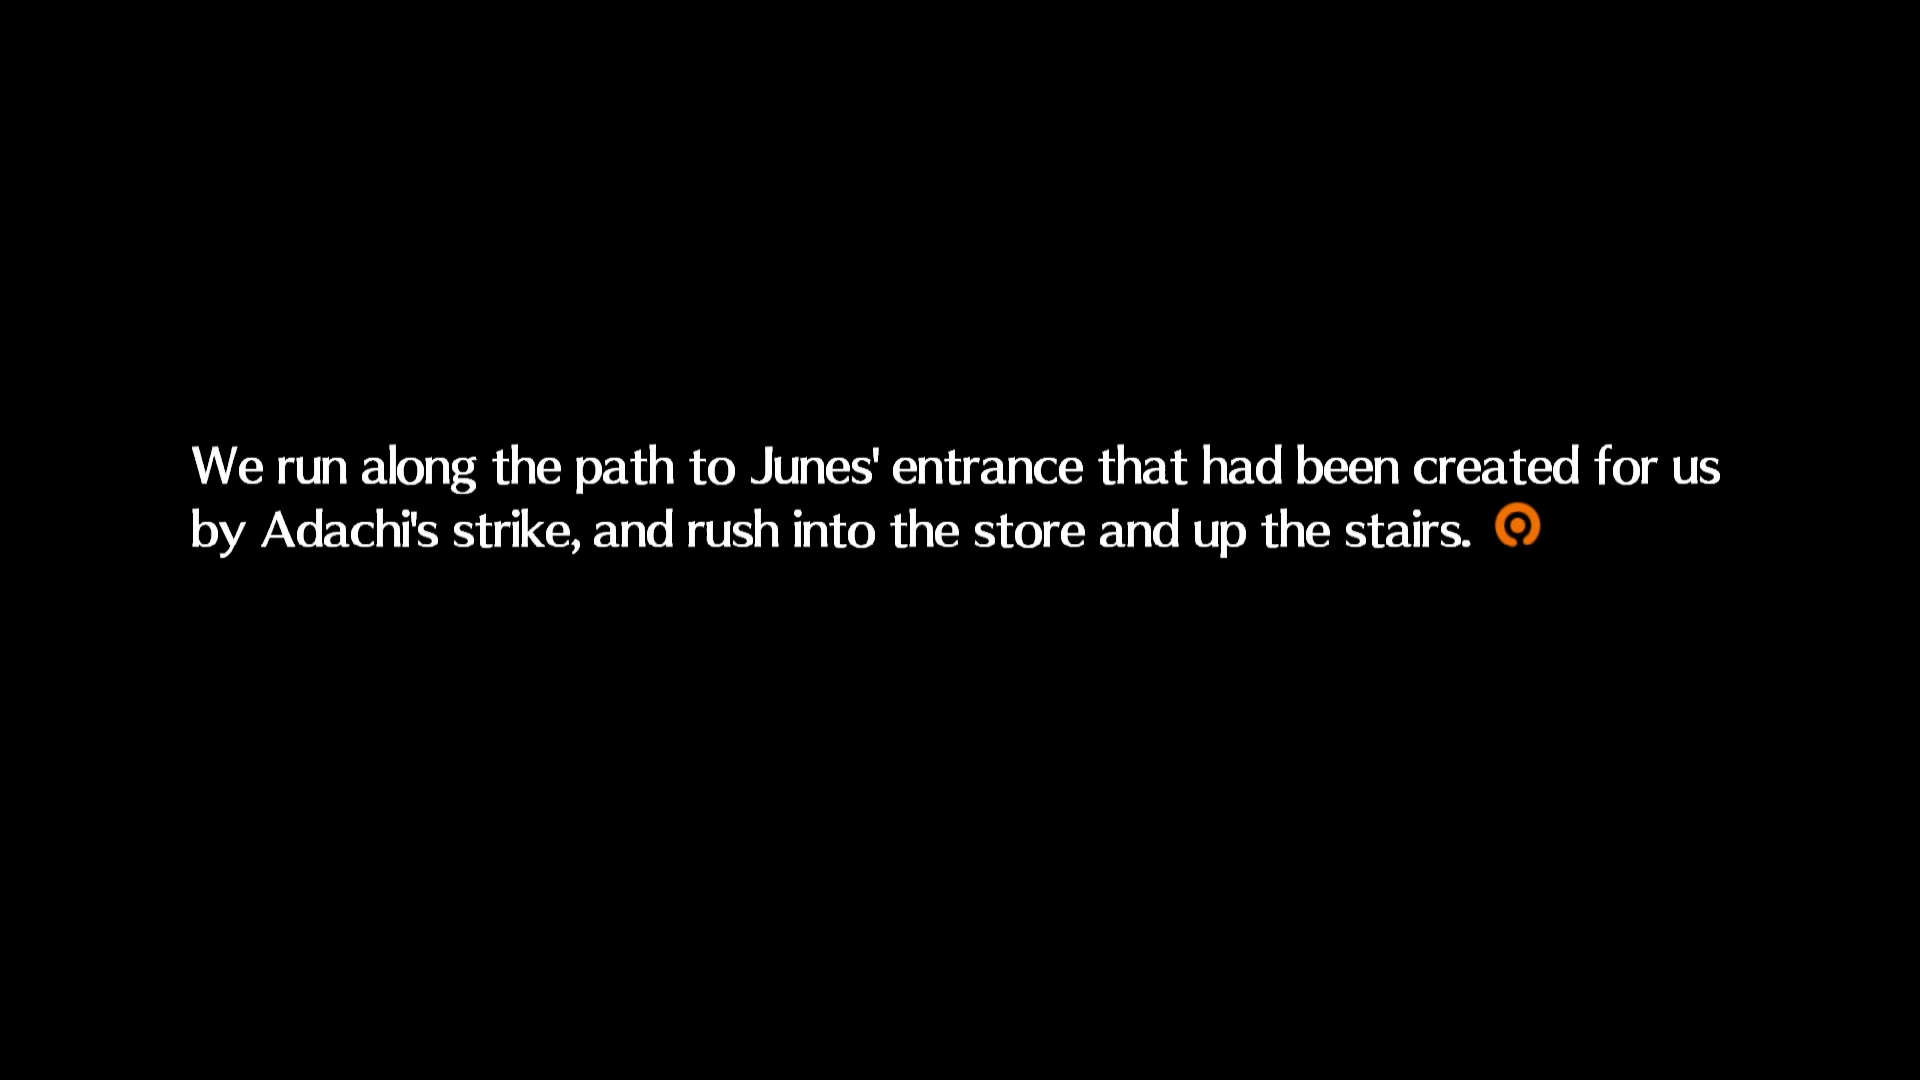 We run along the path to Junes' entrance that had been created for us
by Adachi's strike, and rush into the store and up the stairs.